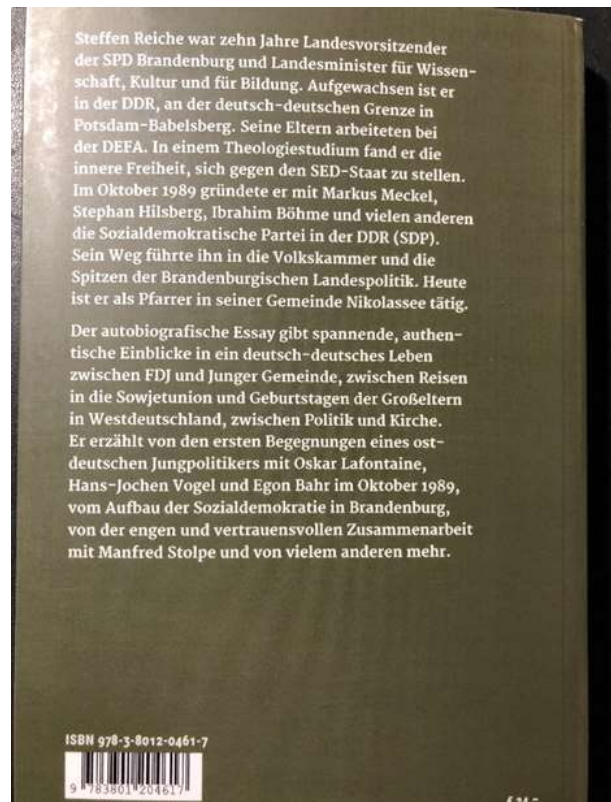 Steffen Reiche war zehn Jahre Landesvorsitzender
der SPD Brandenburg und Landesminister für Wissen-
schaft, Kultur und für Bildung. Aufgewachsen ist er
in der DDR, an der deutsch-deutschen Grenze in
Potsdam-Babelsberg. Seine Eltern arbeiteten bei
der DEFA. In einem Theologiestudium fand er die
innere Freiheit, sich gegen den SED-Staat zu stellen.
Im Oktober 1989 gründete er mit Markus Meckel,
Stephan Hilsberg, Ibrahim Böhme und vielen anderen
die Sozialdemokratische Partei in der DDR (SDP).
Sein Weg führte ihn in die Volkskammer und die
Spitzen der Brandenburgischen Landespolitik. Heute
ist er als Pfarrer in seiner Gemeinde Nikolassee tätig.
Der autobiografische Essay gibt spannende, authen-
tische Einblicke in ein deutsch-deutsches Leben
zwischen FDJ und Junger Gemeinde, zwischen Reisen
in die Sowjetunion und Geburtstagen der Großeltern
in Westdeutschland, zwischen Politik und Kirche.
Er erzählt von den ersten Begegnungen eines ost-
deutschen Jungpolitikers mit Oskar Lafontaine,
Hans-Jochen Vogel und Egon Bahr im Oktober 1989,
vom Aufbau der Sozialdemokratie in Brandenburg,
von der engen und vertrauensvollen Zusammenarbeit
mit Manfred Stolpe und von vielem anderen mehr.
ISBN 978-3-8012-0461-7
9 783801 204617